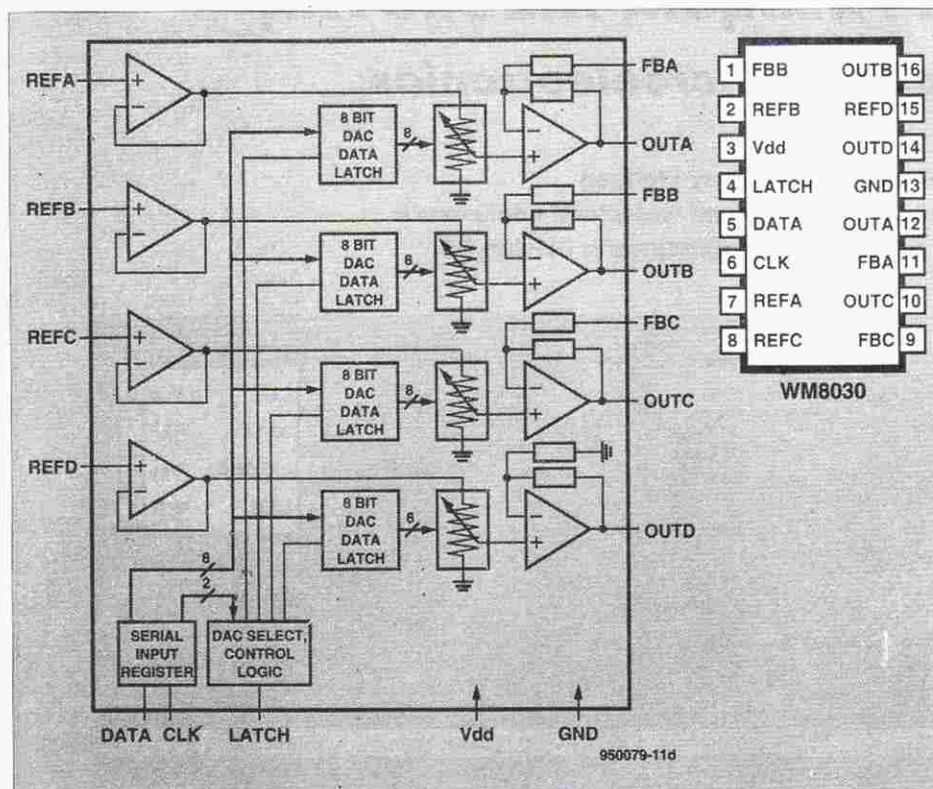 REFA
FBA
8 BIT
DAC
DATA
LATCH
8
OUTA
REFB
FBB
8 BIT
DAC
DATA
LATCH
8
OUTB
REFC
FBC
8 BIT
DAC
DATA
LATCH
8
OUTC
REFD
8 BIT
DAC
DATA
LATCH
8
OUTD
8
2
SERIAL
INPUT
REGISTER
DAC SELECT,
CONTROL
LOGIC
DATA CLK LATCH Vdd GND
950079-11d
1 FBB OUTB 16
2 REFB REFD 15
3 Vdd OUTD 14
4 LATCH GND 13
5 DATA OUTA 12
6 CLK FBA 11
7 REFA OUTC 10
8 REFC FBC 9
WM8030